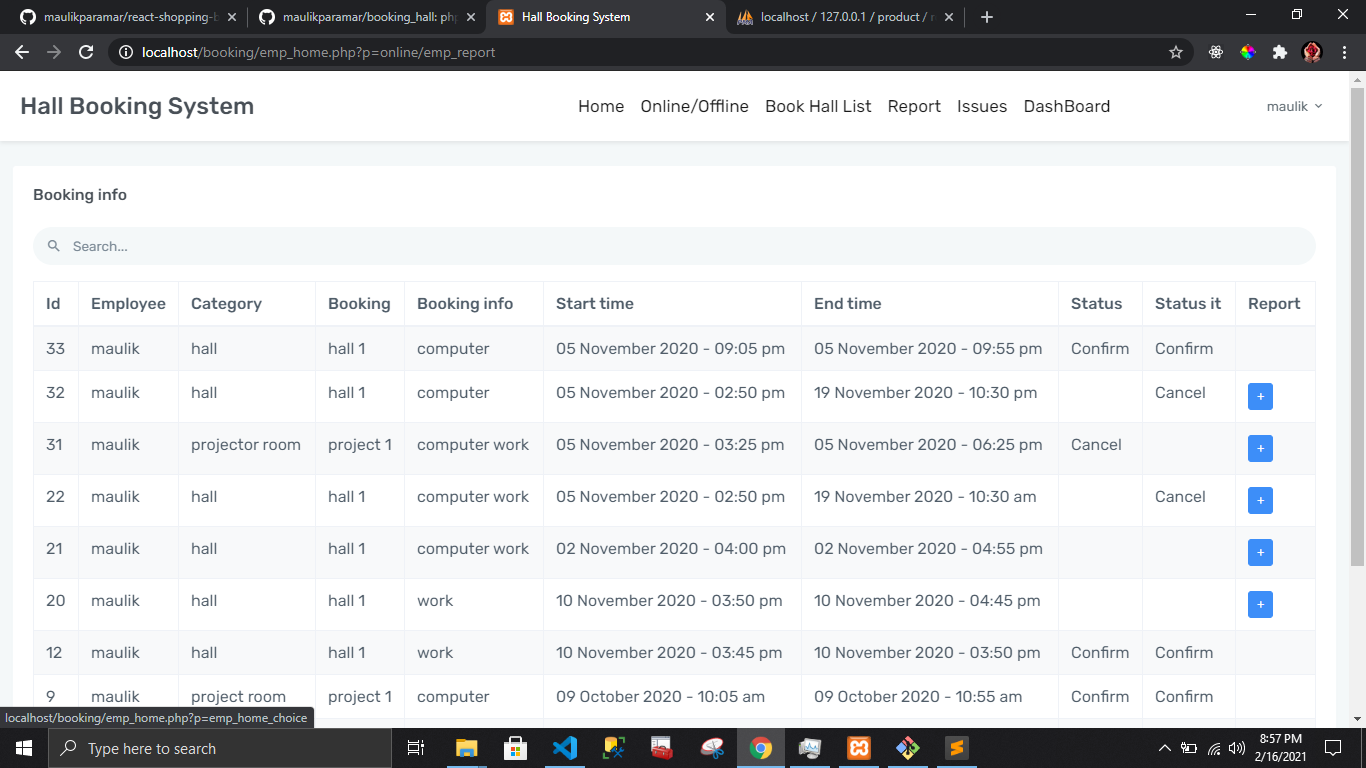 maulikparamar/react-shopping-b
maulikparamar/booking_hall: php
Hall Booking System
localhost / 127.0.0.1 / product / r
localhost/booking/emp_home.php?p=online/emp_report
Hall Booking System
Home Online/Offline Book Hall List Report Issues DashBoard
maulik
Booking info
Search...
Id Employee Category Booking Booking info Start time End time Status Status it Report
33 maulik hall hall 1 computer 05 November 2020 - 09:05 pm 05 November 2020 - 09:55 pm Confirm Confirm
32 maulik hall hall 1 computer 05 November 2020 - 02:50 pm 19 November 2020 - 10:30 pm Cancel +
31 maulik projector room project 1 computer work 05 November 2020 - 03:25 pm 05 November 2020 - 06:25 pm Cancel +
22 maulik hall hall 1 computer work 05 November 2020 - 02:50 pm 19 November 2020 - 10:30 am Cancel +
21 maulik hall hall 1 computer work 02 November 2020 - 04:00 pm 02 November 2020 - 04:55 pm +
20 maulik hall hall 1 work 10 November 2020 - 03:50 pm 10 November 2020 - 04:45 pm +
12 maulik hall hall 1 work 10 November 2020 - 03:45 pm 10 November 2020 - 03:50 pm Confirm Confirm
9 maulik project room project 1 computer 09 October 2020 - 10:05 am 09 October 2020 - 10:55 am Confirm Confirm
localhost/booking/emp_home.php?p=emp_home_choice
Type here to search
8:57 PM
2/16/2021